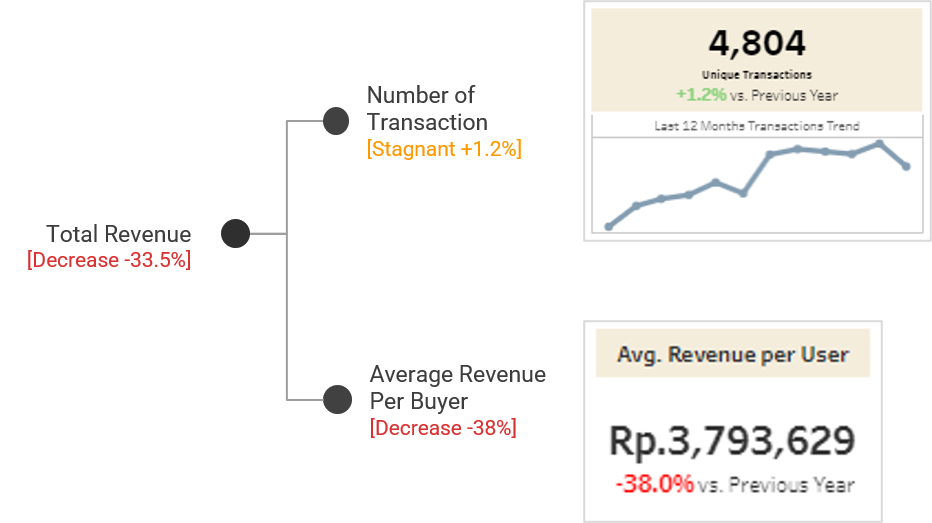 4,804
Unique Transactions
+1.2% vs. Previous Year
Last 12 Months Transactions Trend
Number of
Transaction
[Stagnant +1.2%]
Total Revenue
[Decrease -33.5%]
Average Revenue
Per Buyer
[Decrease -38%]
Avg. Revenue per User
Rp.3,793,629
-38.0% vs. Previous Year